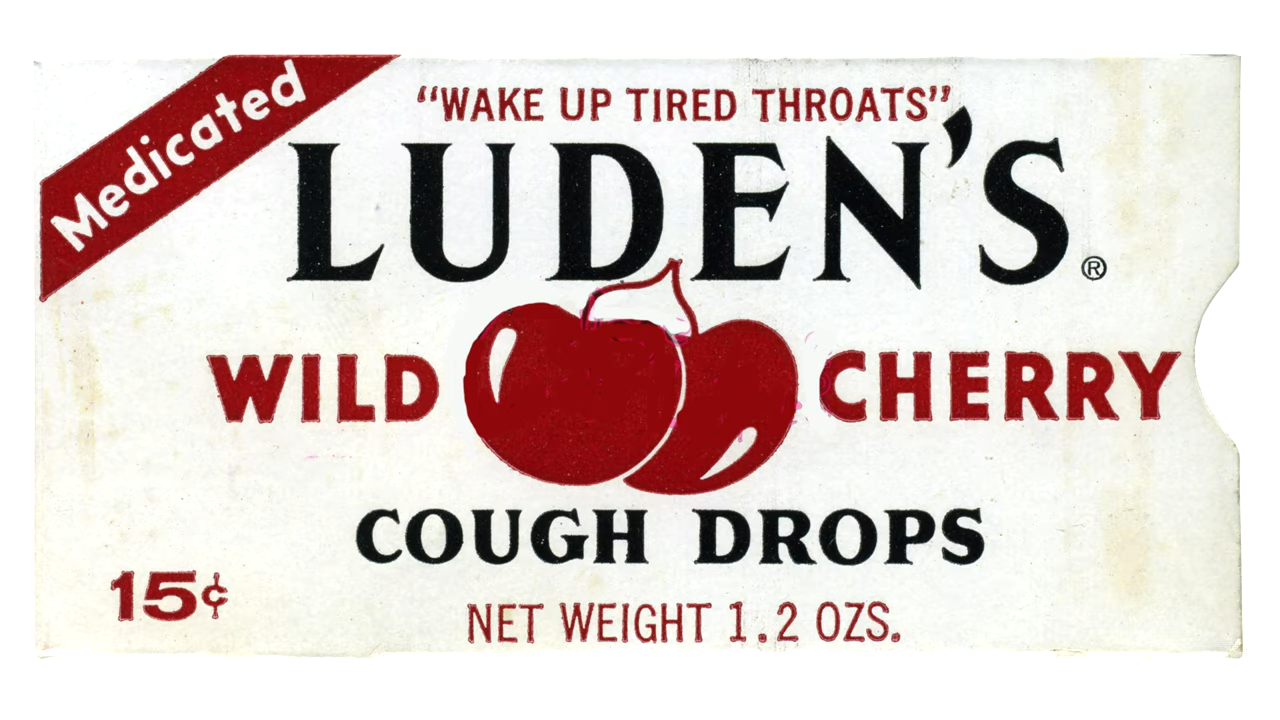 Medicated
“WAKE UP TIRED THROATS”
LUDEN'S®
WILD CHERRY
COUGH DROPS
15¢
NET WEIGHT 1.2 OZS.